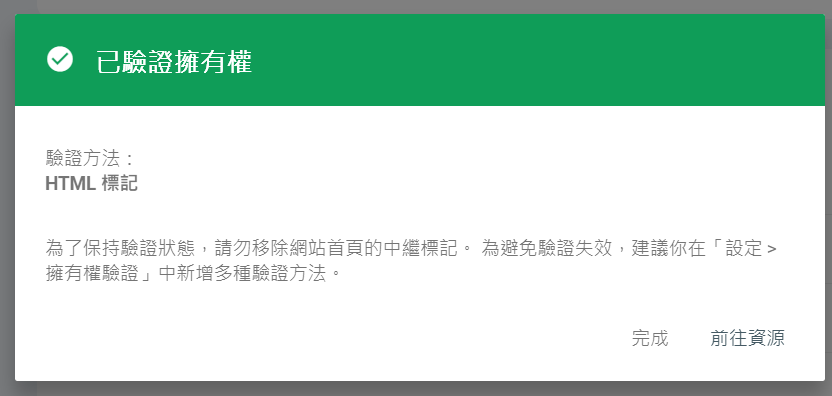 已驗證擁有權
驗證方法：
HTML 標記
為了保持驗證狀態，請勿移除網站首頁的中繼標記。 為避免驗證失效，建議你在「設定 >
擁有權驗證」中新增多種驗證方法。
完成 前往資源